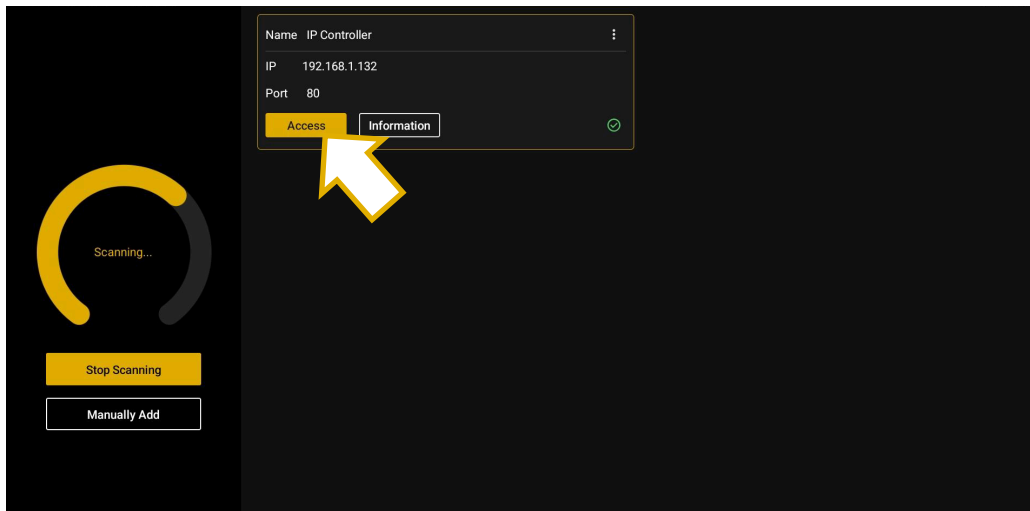 Name IP Controller
IP 192.168.1.132
Port 80
Access Information
Scanning...
Stop Scanning
Manually Add